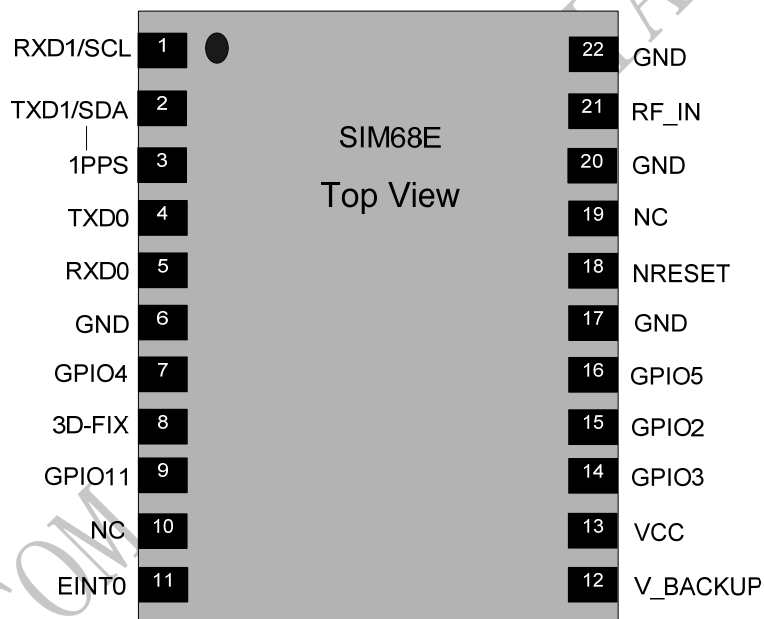 RXD1/SCL 1 22 GND
TXD1/SDA 2 21 RF_IN
SIM68E
1PPS 3 20 GND
Top View
TXD0 4 19 NC
RXD0 5 18 NRESET
GND 6 17 GND
GPIO4 7 16 GPIO5
3D-FIX 8 15 GPIO2
GPIO11 9 14 GPIO3
NC 10 13 VCC
EINT0 11 12 V_BACKUP
COM